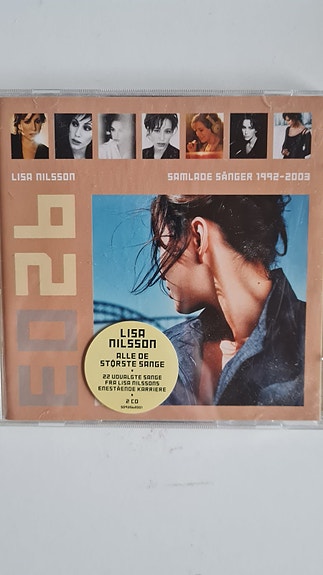 LISA NILSSON
SAMLADE SÅNGER 1992-2003
92
03
LISA
NILSSON
ALLE DE
STØRSTE SANGE
22 UDVALGTE SANGE
FRA LISA NILSSONS
ENESTÅENDE KARRIERE
2 CD